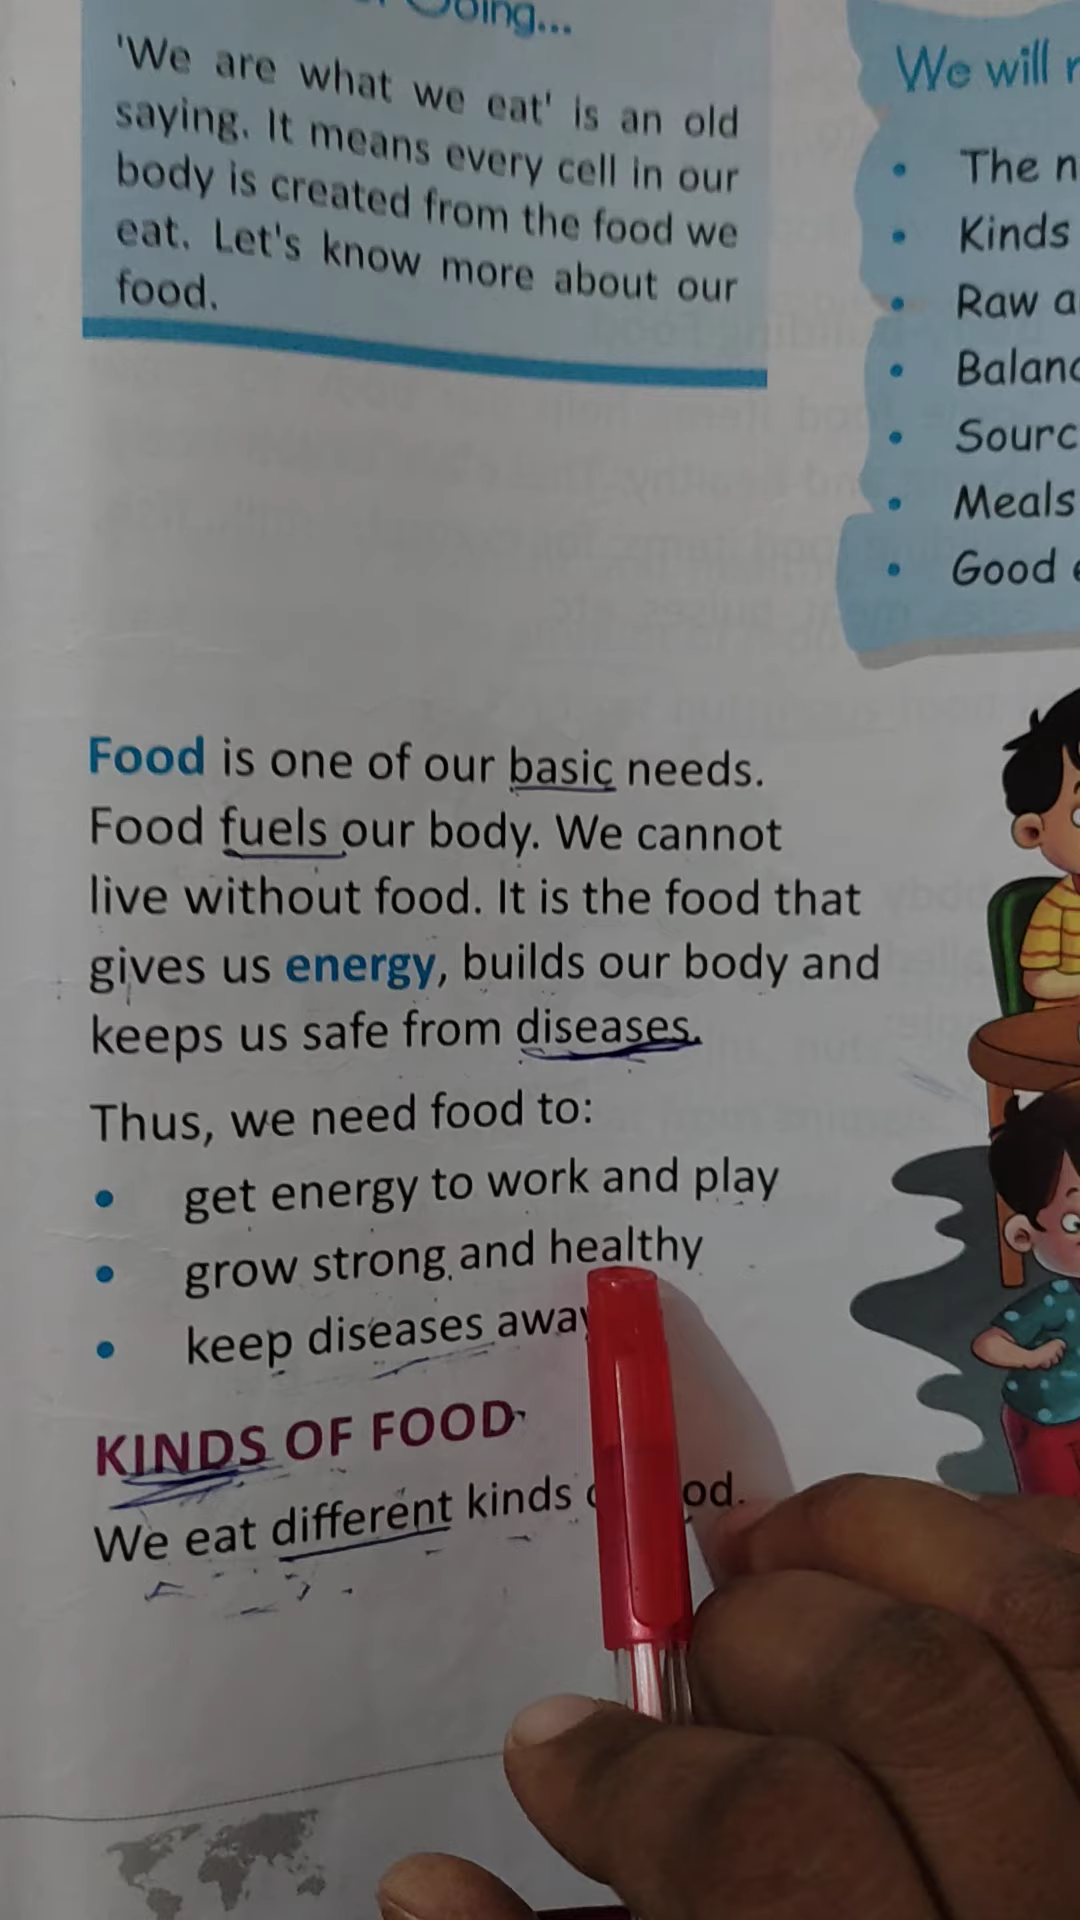 Going...
'We are what we eat' is an old
saying. It means every cell in our
body is created from the food we
eat. Let's know more about our
food.
We will
The
Kinds
Raw
Meals
Good
Food is one of our basic needs.
Food fuels our body. We cannot
live without food. It is the food that
gives us energy, builds our body and
keeps us safe from diseases.
Thus, we need food to:
• get energy to work and play
• grow strong and healthy
• keep diseases away
KINDS OF FOOD
We eat different kinds